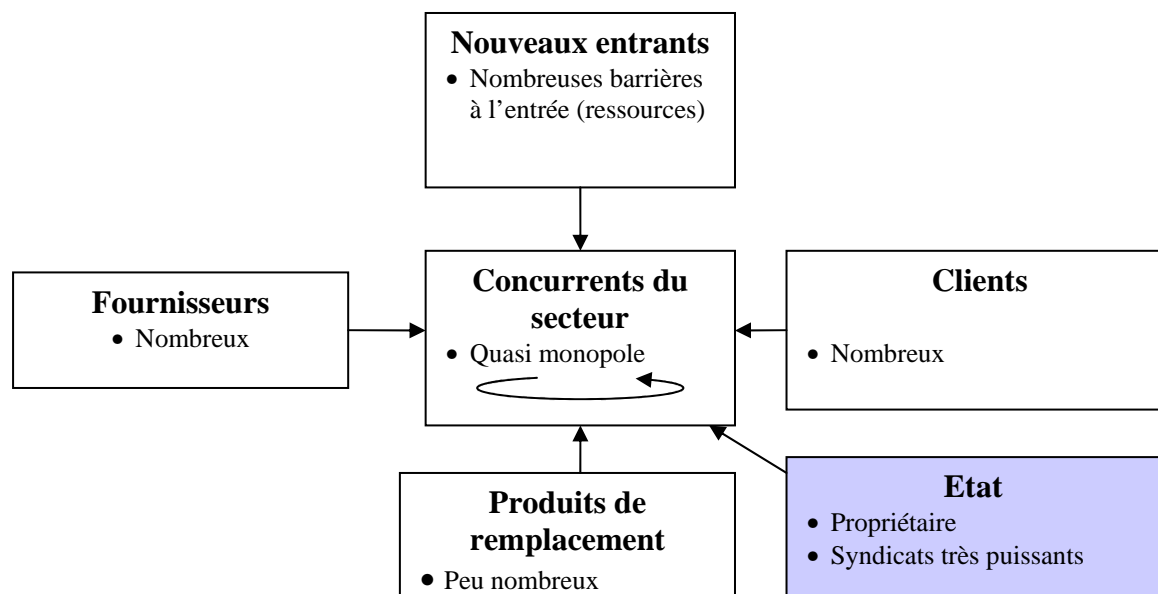 Nouveaux entrants
• Nombreuses barrières
à l’entrée (ressources)
Fournisseurs
• Nombreux
Concurrents du
secteur
• Quasi monopole
Clients
• Nombreux
Produits de
remplacement
• Peu nombreux
Etat
• Propriétaire
• Syndicats très puissants